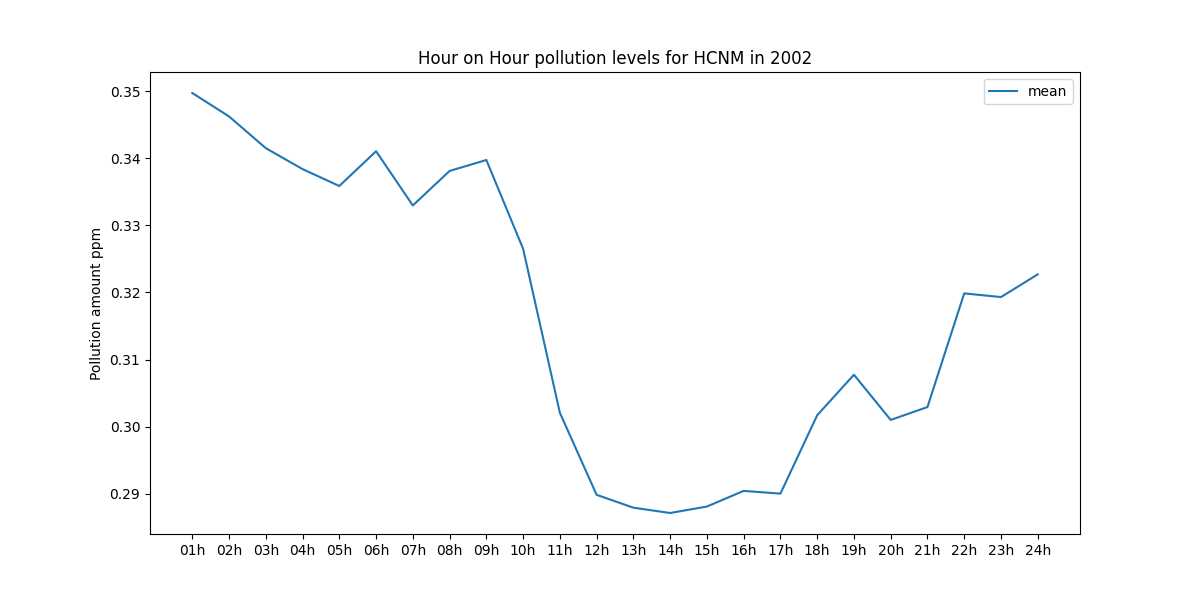 Hour on Hour pollution levels for HCNM in 2002
mean
Pollution amount ppm
0.35
0.34
0.33
0.32
0.31
0.30
0.29
01h 02h 03h 04h 05h 06h 07h 08h 09h 10h 11h 12h 13h 14h 15h 16h 17h 18h 19h 20h 21h 22h 23h 24h